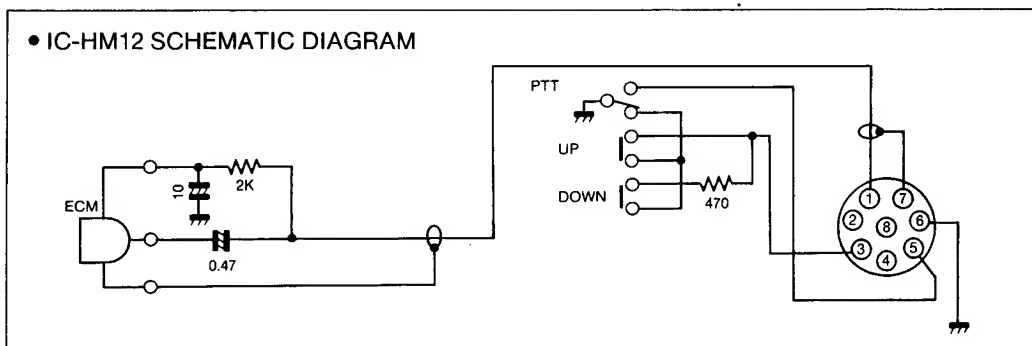 • IC-HM12 SCHEMATIC DIAGRAM
PTT
UP
DOWN
470
ECM
10
2K
0.47
1
7
2
8
6
3
4
5